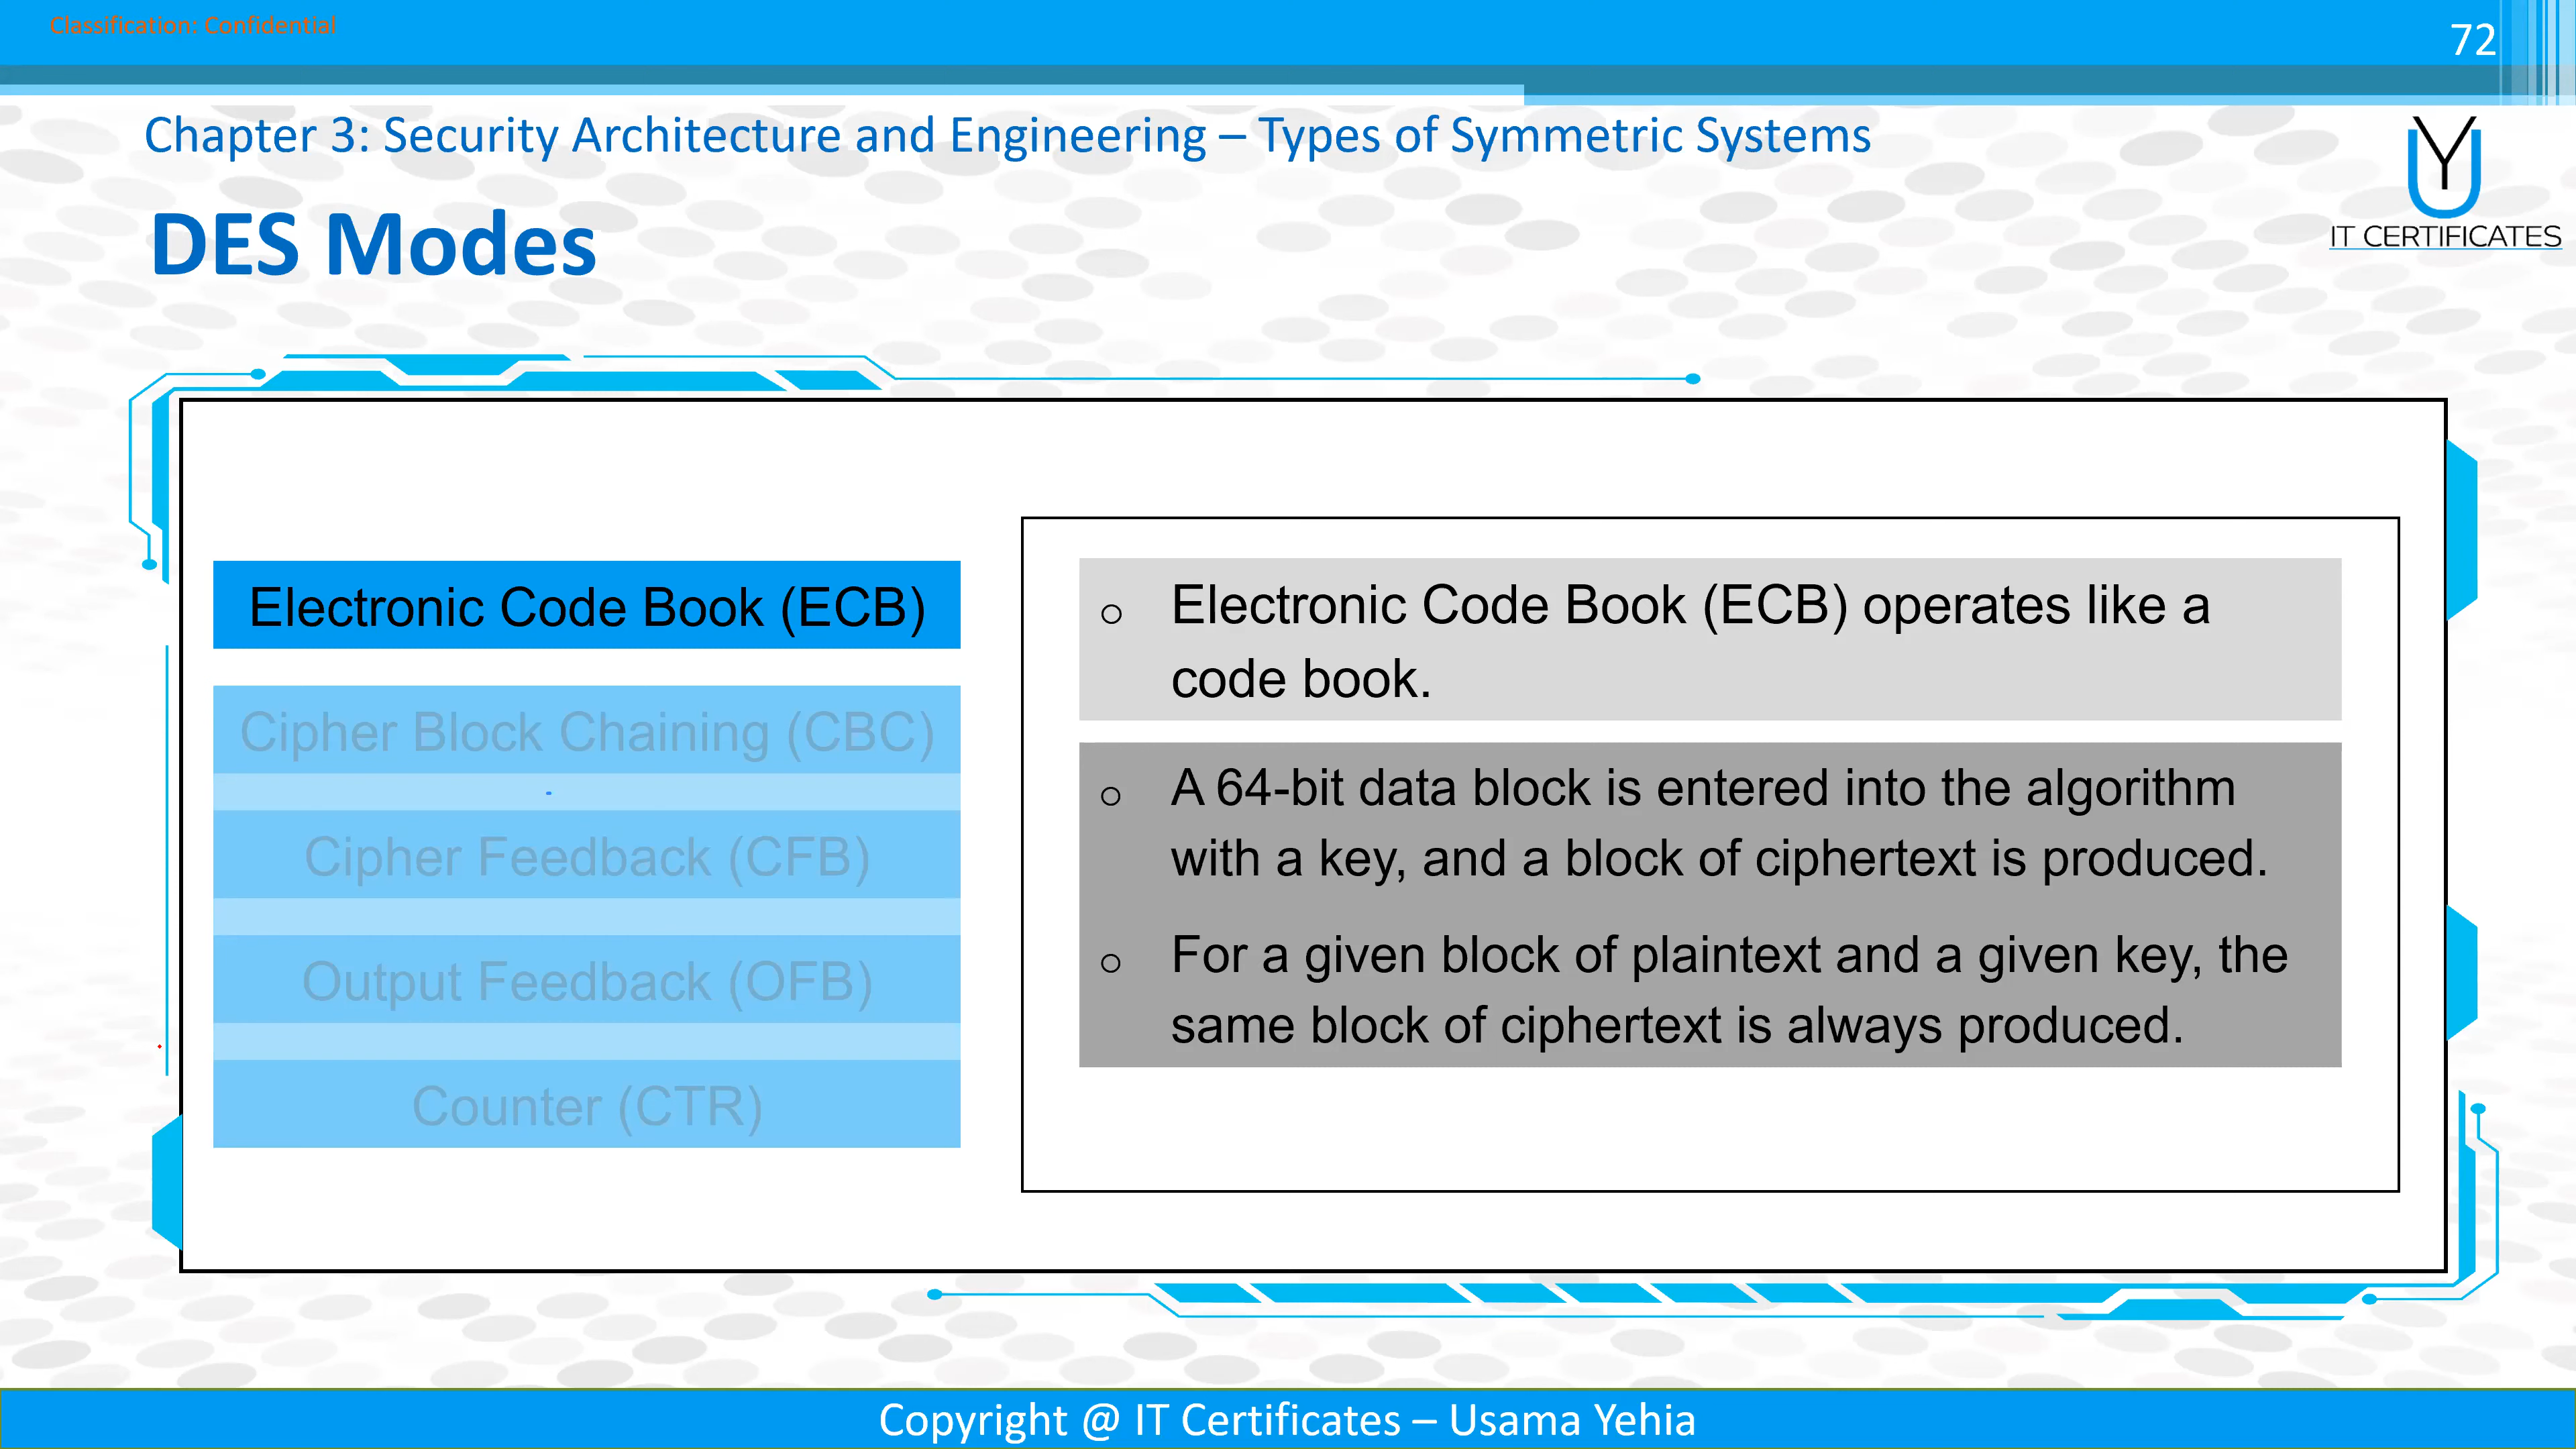 Classification: Confidential
72
Chapter 3: Security Architecture and Engineering – Types of Symmetric Systems
DES Modes
UY
IT CERTIFICATES
Electronic Code Book (ECB)
Cipher Block Chaining (CBC)
Cipher Feedback (CFB)
Output Feedback (OFB)
Counter (CTR)
Electronic Code Book (ECB) operates like a
code book.
A 64-bit data block is entered into the algorithm
with a key, and a block of ciphertext is produced.
For a given block of plaintext and a given key, the
same block of ciphertext is always produced.
Copyright @ IT Certificates – Usama Yehia